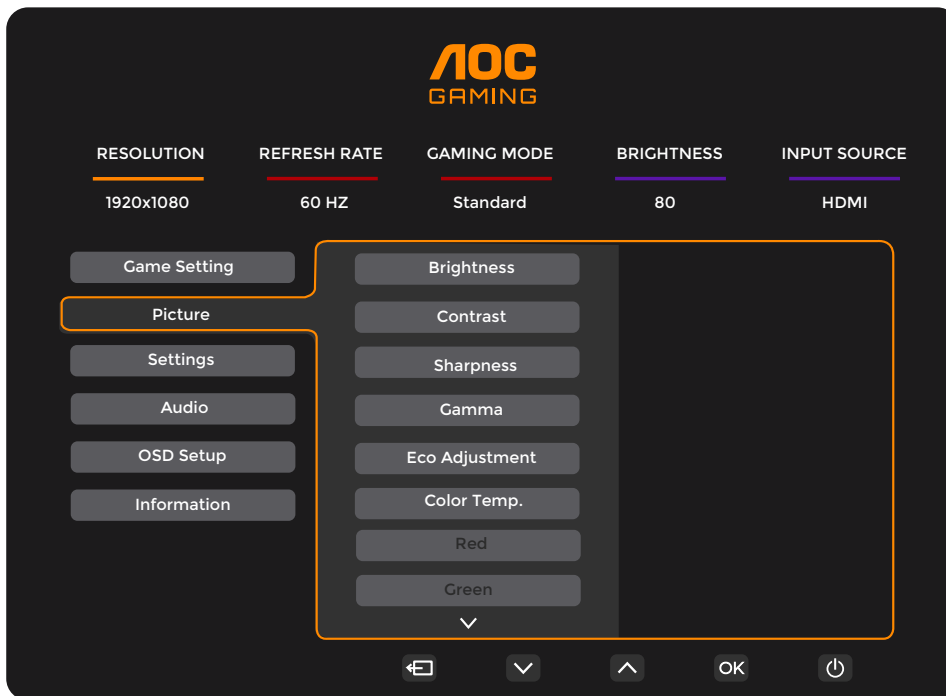 AOC
GAMING
RESOLUTION REFRESH RATE GAMING MODE BRIGHTNESS INPUT SOURCE
1920x1080 60 HZ Standard 80 HDMI
Game Setting
Picture
Settings
Audio
OSD Setup
Information
Brightness
Contrast
Sharpness
Gamma
Eco Adjustment
Color Temp.
Red
Green
OK